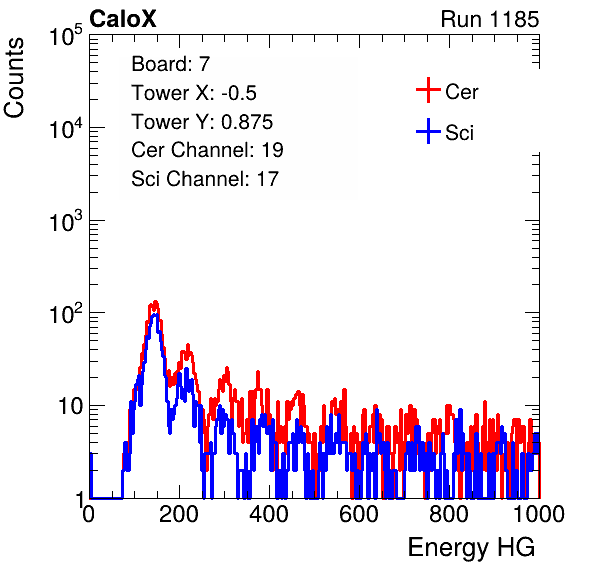 CaloX Run 1185
Counts
10^5
10^4
10^3
10^2
10
1
Board: 7
Tower X: -0.5
Tower Y: 0.875
Cer Channel: 19
Sci Channel: 17
Cer
Sci
0 200 400 600 800 1000
Energy HG